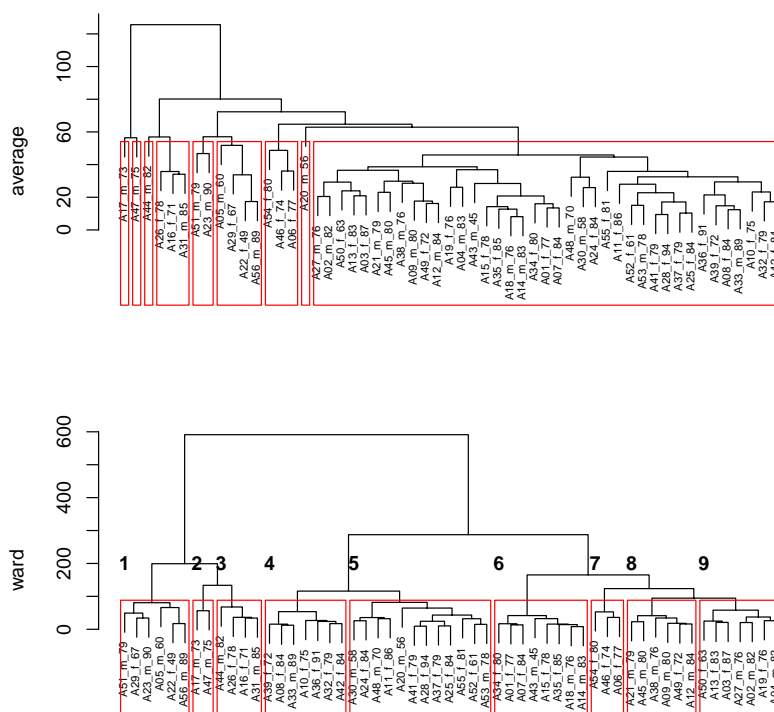 average
0 20 60 100
A17_m_73
A47_m_75
A44_m_82
A26_f_78
A16_f_71
A31_m_85
A51_m_79
A23_m_90
A05_m_60
A29_f_67
A22_f_49
A56_m_89
A54_f_80
A46_f_74
A06_f_77
A20_m_56
A27_m_76
A02_m_82
A50_f_63
A13_f_83
A03_f_87
A21_m_79
A45_m_80
A38_m_76
A09_m_80
A49_f_72
A12_m_84
A19_f_76
A04_m_83
A43_m_45
A15_f_78
A35_f_85
A18_m_76
A14_m_83
A34_f_80
A01_f_77
A07_f_84
A48_m_70
A30_m_58
A24_f_84
A55_f_81
A11_f_86
A52_f_61
A53_m_78
A41_f_79
A28_f_94
A37_f_79
A25_f_84
A36_f_91
A39_f_72
A08_f_84
A33_m_89
A10_f_75
A32_f_79
ward
0 200 400 600
1 2 3 4 5 6 7 8 9
A51_m_79
A29_f_67
A23_m_90
A05_m_60
A22_f_49
A56_m_89
A17_m_73
A47_m_75
A44_m_82
A26_f_78
A16_f_71
A31_m_85
A39_f_72
A08_f_84
A33_m_89
A10_f_75
A36_f_91
A32_f_79
A42_f_84
A30_m_58
A24_f_84
A48_m_70
A11_f_86
A20_m_56
A41_f_79
A28_f_94
A37_f_79
A25_f_84
A55_f_81
A52_f_61
A53_m_78
A34_f_80
A01_f_77
A07_f_84
A43_m_45
A15_f_78
A35_f_85
A18_m_76
A14_m_83
A54_f_80
A46_f_74
A06_f_77
A21_m_79
A45_m_80
A38_m_76
A09_m_80
A49_f_72
A12_m_84
A50_f_63
A13_f_83
A03_f_87
A27_m_76
A02_m_82
A19_f_76